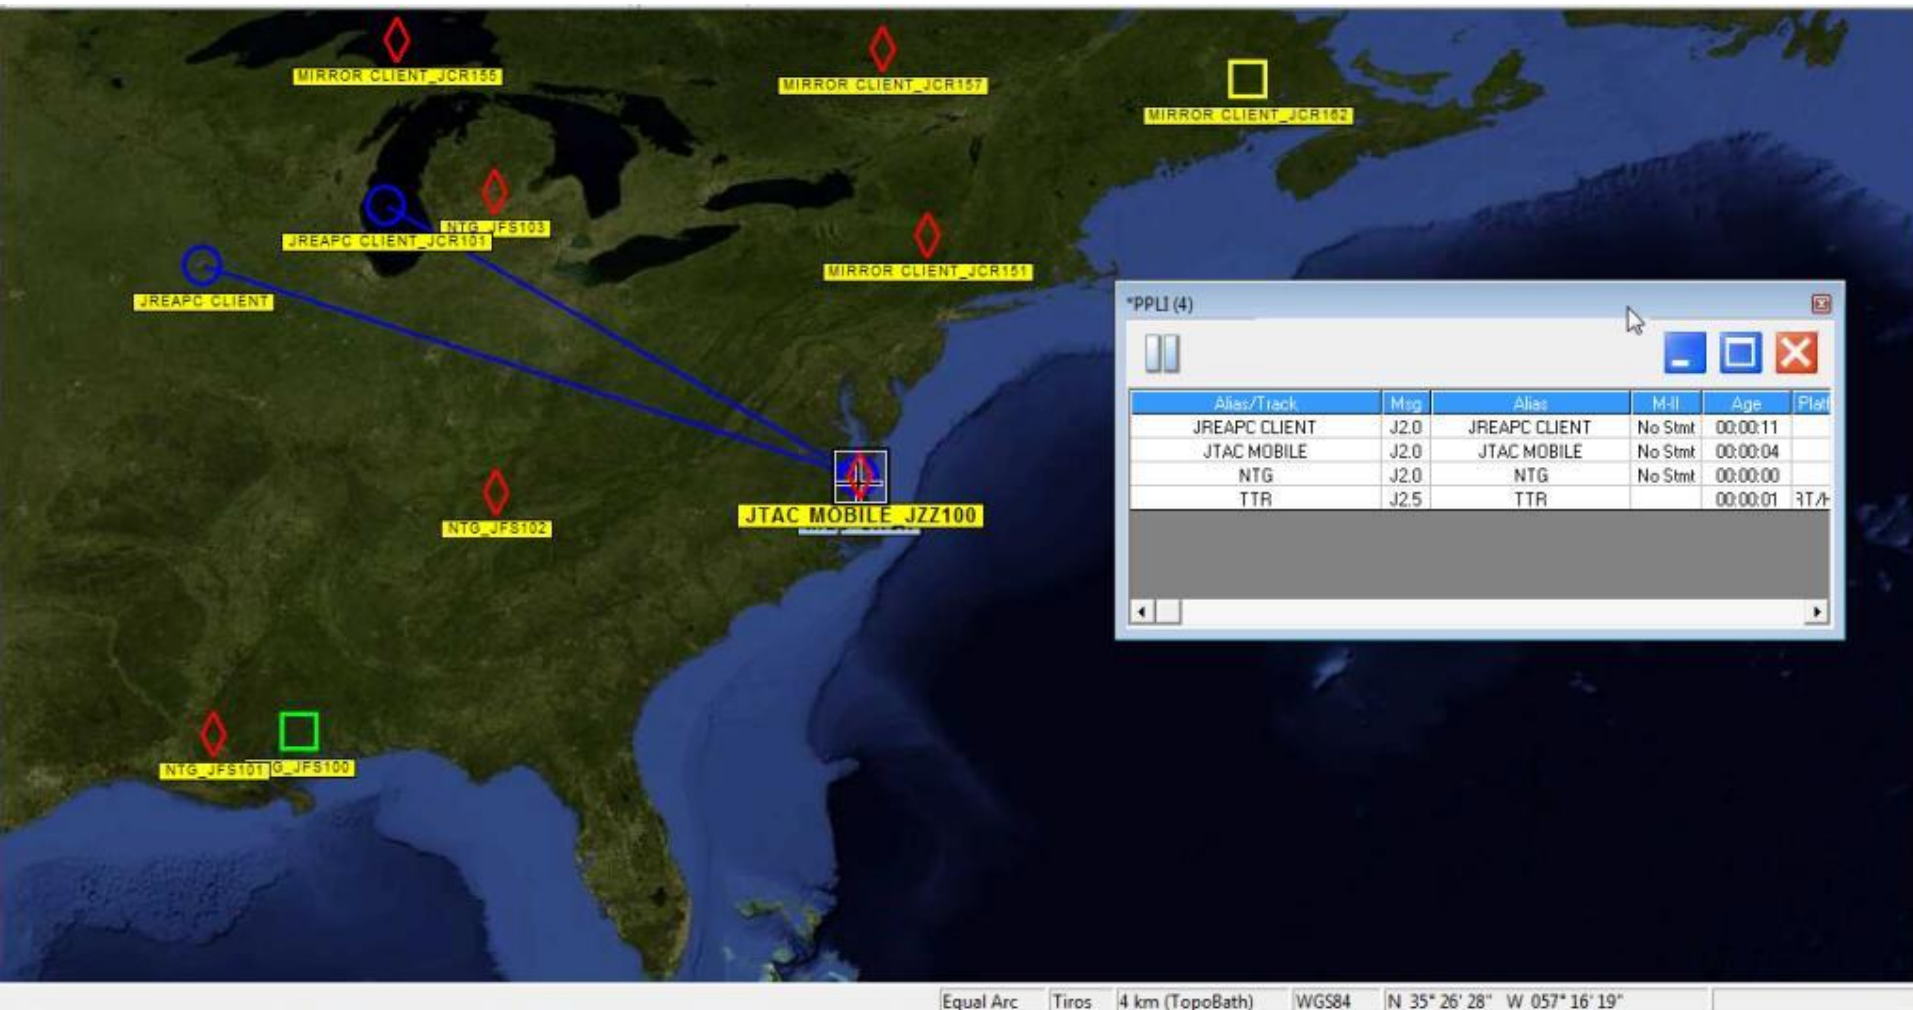 MIRROR CLIENT_JCR155
MIRROR CLIENT_JCR157
MIRROR CLIENT_JCR162
NTG_JFS103
JREAPC CLIENT_JCR101
MIRROR CLIENT_JCR151
JREAPC CLIENT
*PPLI (4)
Alias/Track Msg Alias M-II Age Platf
JREAPC CLIENT J2.0 JREAPC CLIENT No Stmt 00:00:11
JTAC MOBILE J2.0 JTAC MOBILE No Stmt 00:00:04
NTG J2.0 NTG No Stmt 00:00:00
TTR J2.5 TTR 00:00:01
JTAC MOBILE_JZZ100
NTG_JFS102
NTG_JFS101
G_JFS100
Equal Arc Tiros 4 km (TopoBath) WGS84 N 35° 26' 28" W 057° 16' 19"